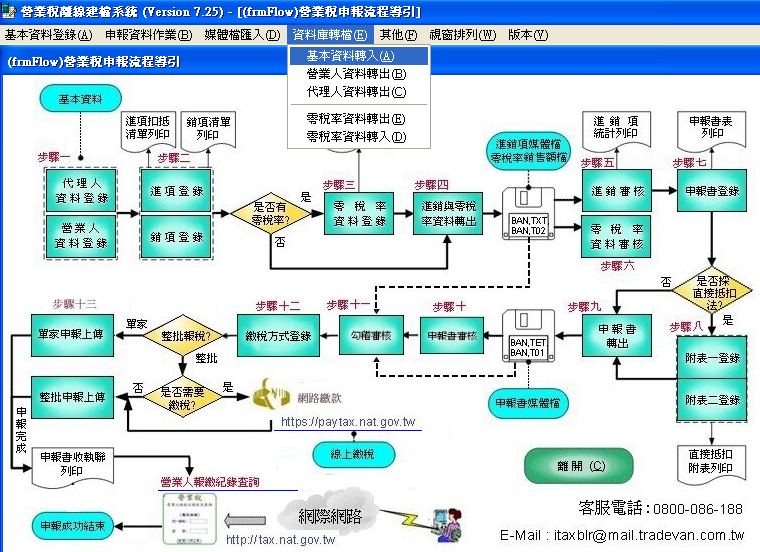 營業稅離線建檔系統 (Version 7.25) - [(frmFlow)營業稅申報流程導引]
基本資料登錄(A) 申報資料作業(B) 媒體檔匯入(D) 資料庫轉檔(E) 其他(F) 視窗排列(W) 版本(V)
基本資料轉入(A)
營業人資料轉出(B)
代理人資料轉出(C)
零稅率資料轉出(E)
零稅率資料轉入(D)
(frmFlow)營業稅申報流程導引
基本資料
進項扣抵
清單列印
銷項清單
列印
進銷項媒體檔
零稅率銷售額檔
進 銷 項
統計列印
申報書表
列印
步驟一
代理人
資料登錄
營業人
資料登錄
步驟二
進項登錄
銷項登錄
是否有
零稅率?
是
否
步驟三
零 稅 率
資料登錄
步驟四
進銷與零稅
率資料轉出
BAN,TXT
BAN,T02
步驟五
進銷審核
零 稅 率
資料審核
步驟六
步驟七
申報書登錄
是否採
直接抵扣
法?
否
是
步驟八
附表一登錄
附表二登錄
直接抵扣
附表列印
步驟九
申報書
轉出
BAN,TET
BAN,T01
申報書媒體檔
步驟十
申報書審核
步驟十一
勾稽審核
步驟十二
繳稅方式登錄
整批報稅?
單家
整批
步驟十三
單家申報上傳
是否需要
繳稅?
否
是
整批申報上傳
網路繳款
https://paytax.nat.gov.tw
線上繳稅
申報完成
申報書收執聯
列印
營業人報繳紀錄查詢
營業稅
申報成功結束
http://tax.nat.gov.tw
網際網路
離開 (C)
客服電話 : 0800-086-188
E-Mail : itaxblr@mail.tradevan.com.tw